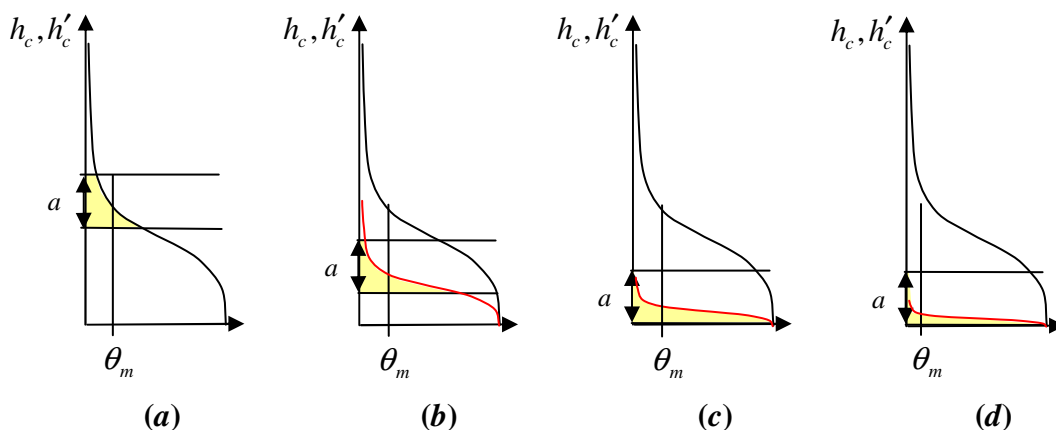 h_c, h′_c
a
θ_m
(a)
h_c, h′_c
a
θ_m
(b)
h_c, h′_c
a
θ_m
(c)
h_c, h′_c
a
θ_m
(d)